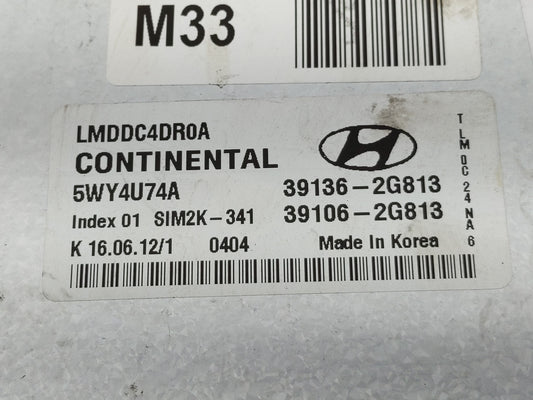 M33
LMDDC4DR0A
CONTINENTAL
5WY4U74A 39136-2G813
Index 01 SIM2K-341 39106-2G813
K 16.06.12/1 0404 Made In Korea
TLMDC24NA6